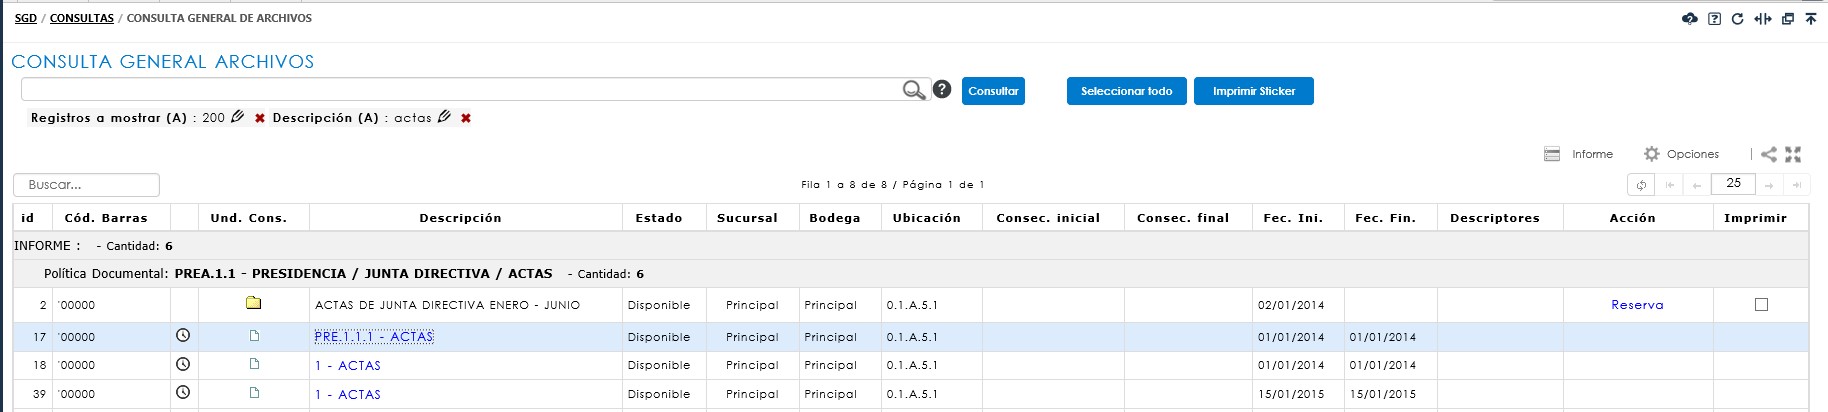 SGD / CONSULTAS / CONSULTA GENERAL DE ARCHIVOS
CONSULTA GENERAL ARCHIVOS
Consultar Seleccionar todo Imprimir Sticker
Registros a mostrar (A) : 200 Descripción (A) : actas
Informe Opciones
Buscar... Fila 1 a 8 de 8 / Página 1 de 1 25
id Cód. Barras Und. Cons. Descripción Estado Sucursal Bodega Ubicación Consec. inicial Consec. final Fec. Ini. Fec. Fin. Descriptores Acción Imprimir
INFORME : - Cantidad: 6
Política Documental: PREA.1.1 - PRESIDENCIA / JUNTA DIRECTIVA / ACTAS - Cantidad: 6
2 '00000 ACTAS DE JUNTA DIRECTIVA ENERO - JUNIO Disponible Principal Principal 0.1.A.5.1 02/01/2014 Reserva
17 '00000 PRE.1.1.1 - ACTAS Disponible Principal Principal 0.1.A.5.1 01/01/2014 01/01/2014
18 '00000 1 - ACTAS Disponible Principal Principal 0.1.A.5.1 01/01/2014 01/01/2014
39 '00000 1 - ACTAS Disponible Principal Principal 0.1.A.5.1 15/01/2015 15/01/2015